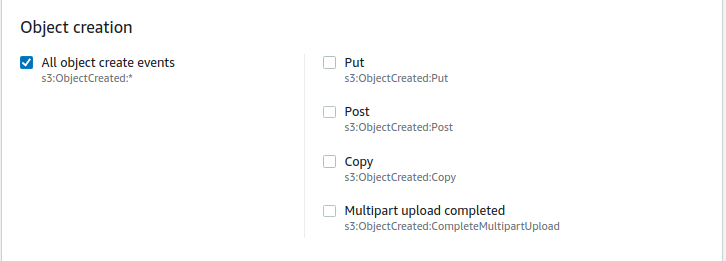 Object creation
All object create events
s3:ObjectCreated:*
Put
s3:ObjectCreated:Put
Post
s3:ObjectCreated:Post
Copy
s3:ObjectCreated:Copy
Multipart upload completed
s3:ObjectCreated:CompleteMultipartUpload